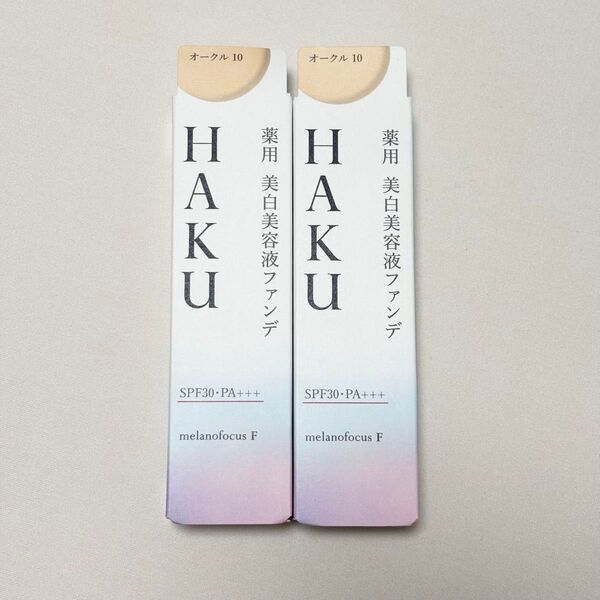 オークル 10
HAKU
薬用 美白美容液ファンデ
SPF30・PA+++
melanofocus F
オークル 10
HAKU
薬用 美白美容液ファンデ
SPF30・PA+++
melanofocus F